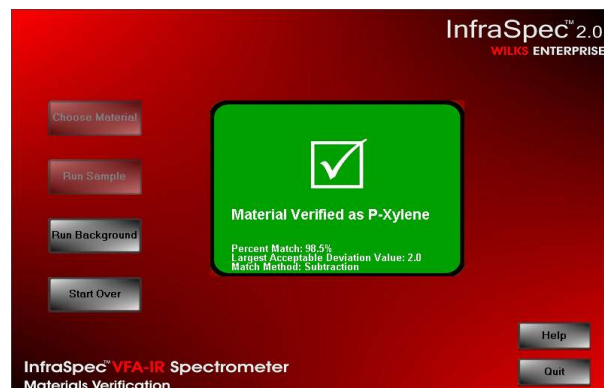 InfraSpec™ 2.0
WILKS ENTERPRISE
Choose Material
Run Sample
Run Background
Start Over
Material Verified as P-Xylene
Percent Match: 98.5%
Largest Acceptable Deviation Value: 2.0
Match Method: Subtraction
Help
Quit
InfraSpec™ VFA-IR Spectrometer
Materials Verification